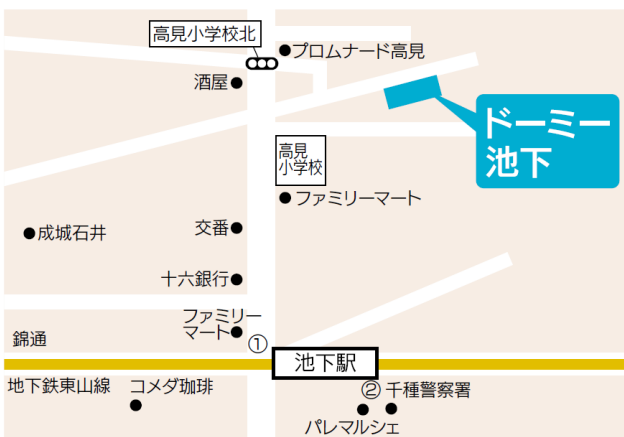 高見小学校北
プロムナード高見
酒屋
ドーミー
池下
高見
小学校
ファミリーマート
交番
成城石井
十六銀行
ファミリー
マート
①
錦通
池下駅
地下鉄東山線
コメダ珈琲
②
千種警察署
パレマルシェ